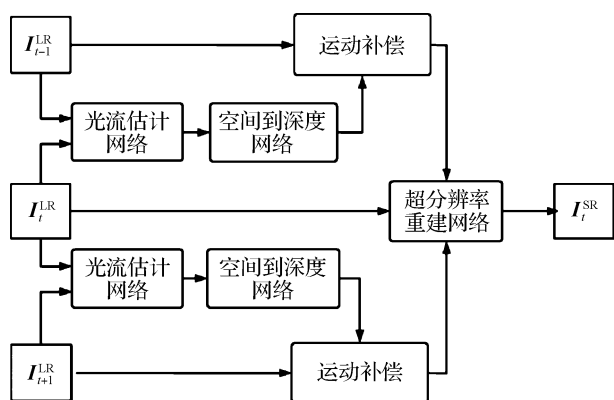 I_{t-1}^{LR}
运动补偿
光流估计
网络
空间到深度
网络
I_t^{LR}
超分辨率
重建网络
I_t^{SR}
光流估计
网络
空间到深度
网络
I_{t+1}^{LR}
运动补偿